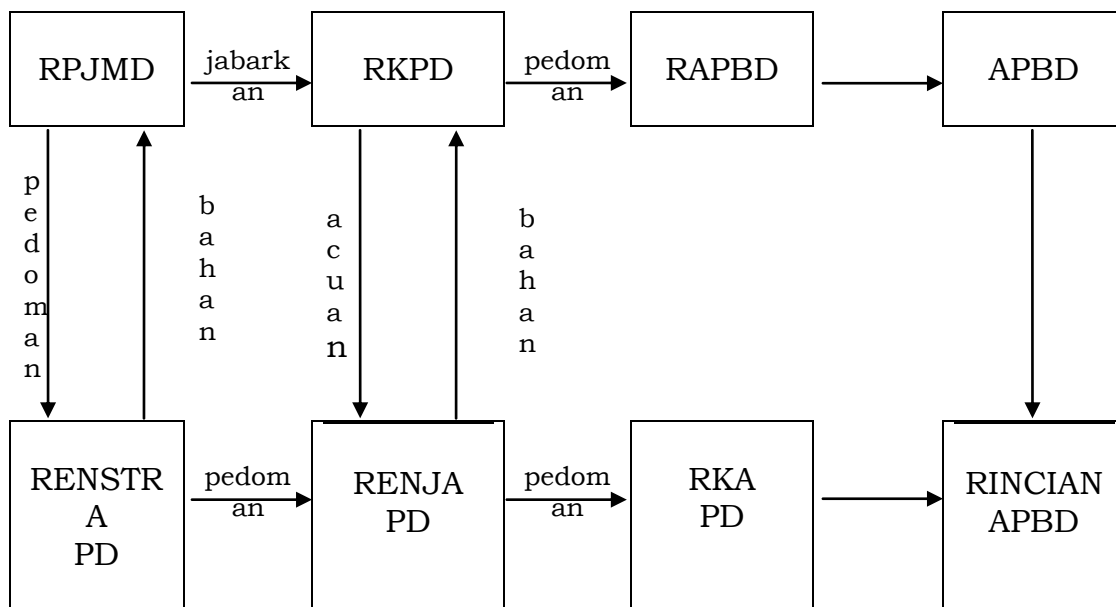 RPJMD
jabark
an
RKPD
pedom
an
RAPBD
APBD
p
e
d
o
m
a
n
b
a
h
a
n
a
c
u
a
n
b
a
h
a
n
RENSTR
A
PD
pedom
an
RENJA
PD
pedom
an
RKA
PD
RINCIAN
APBD